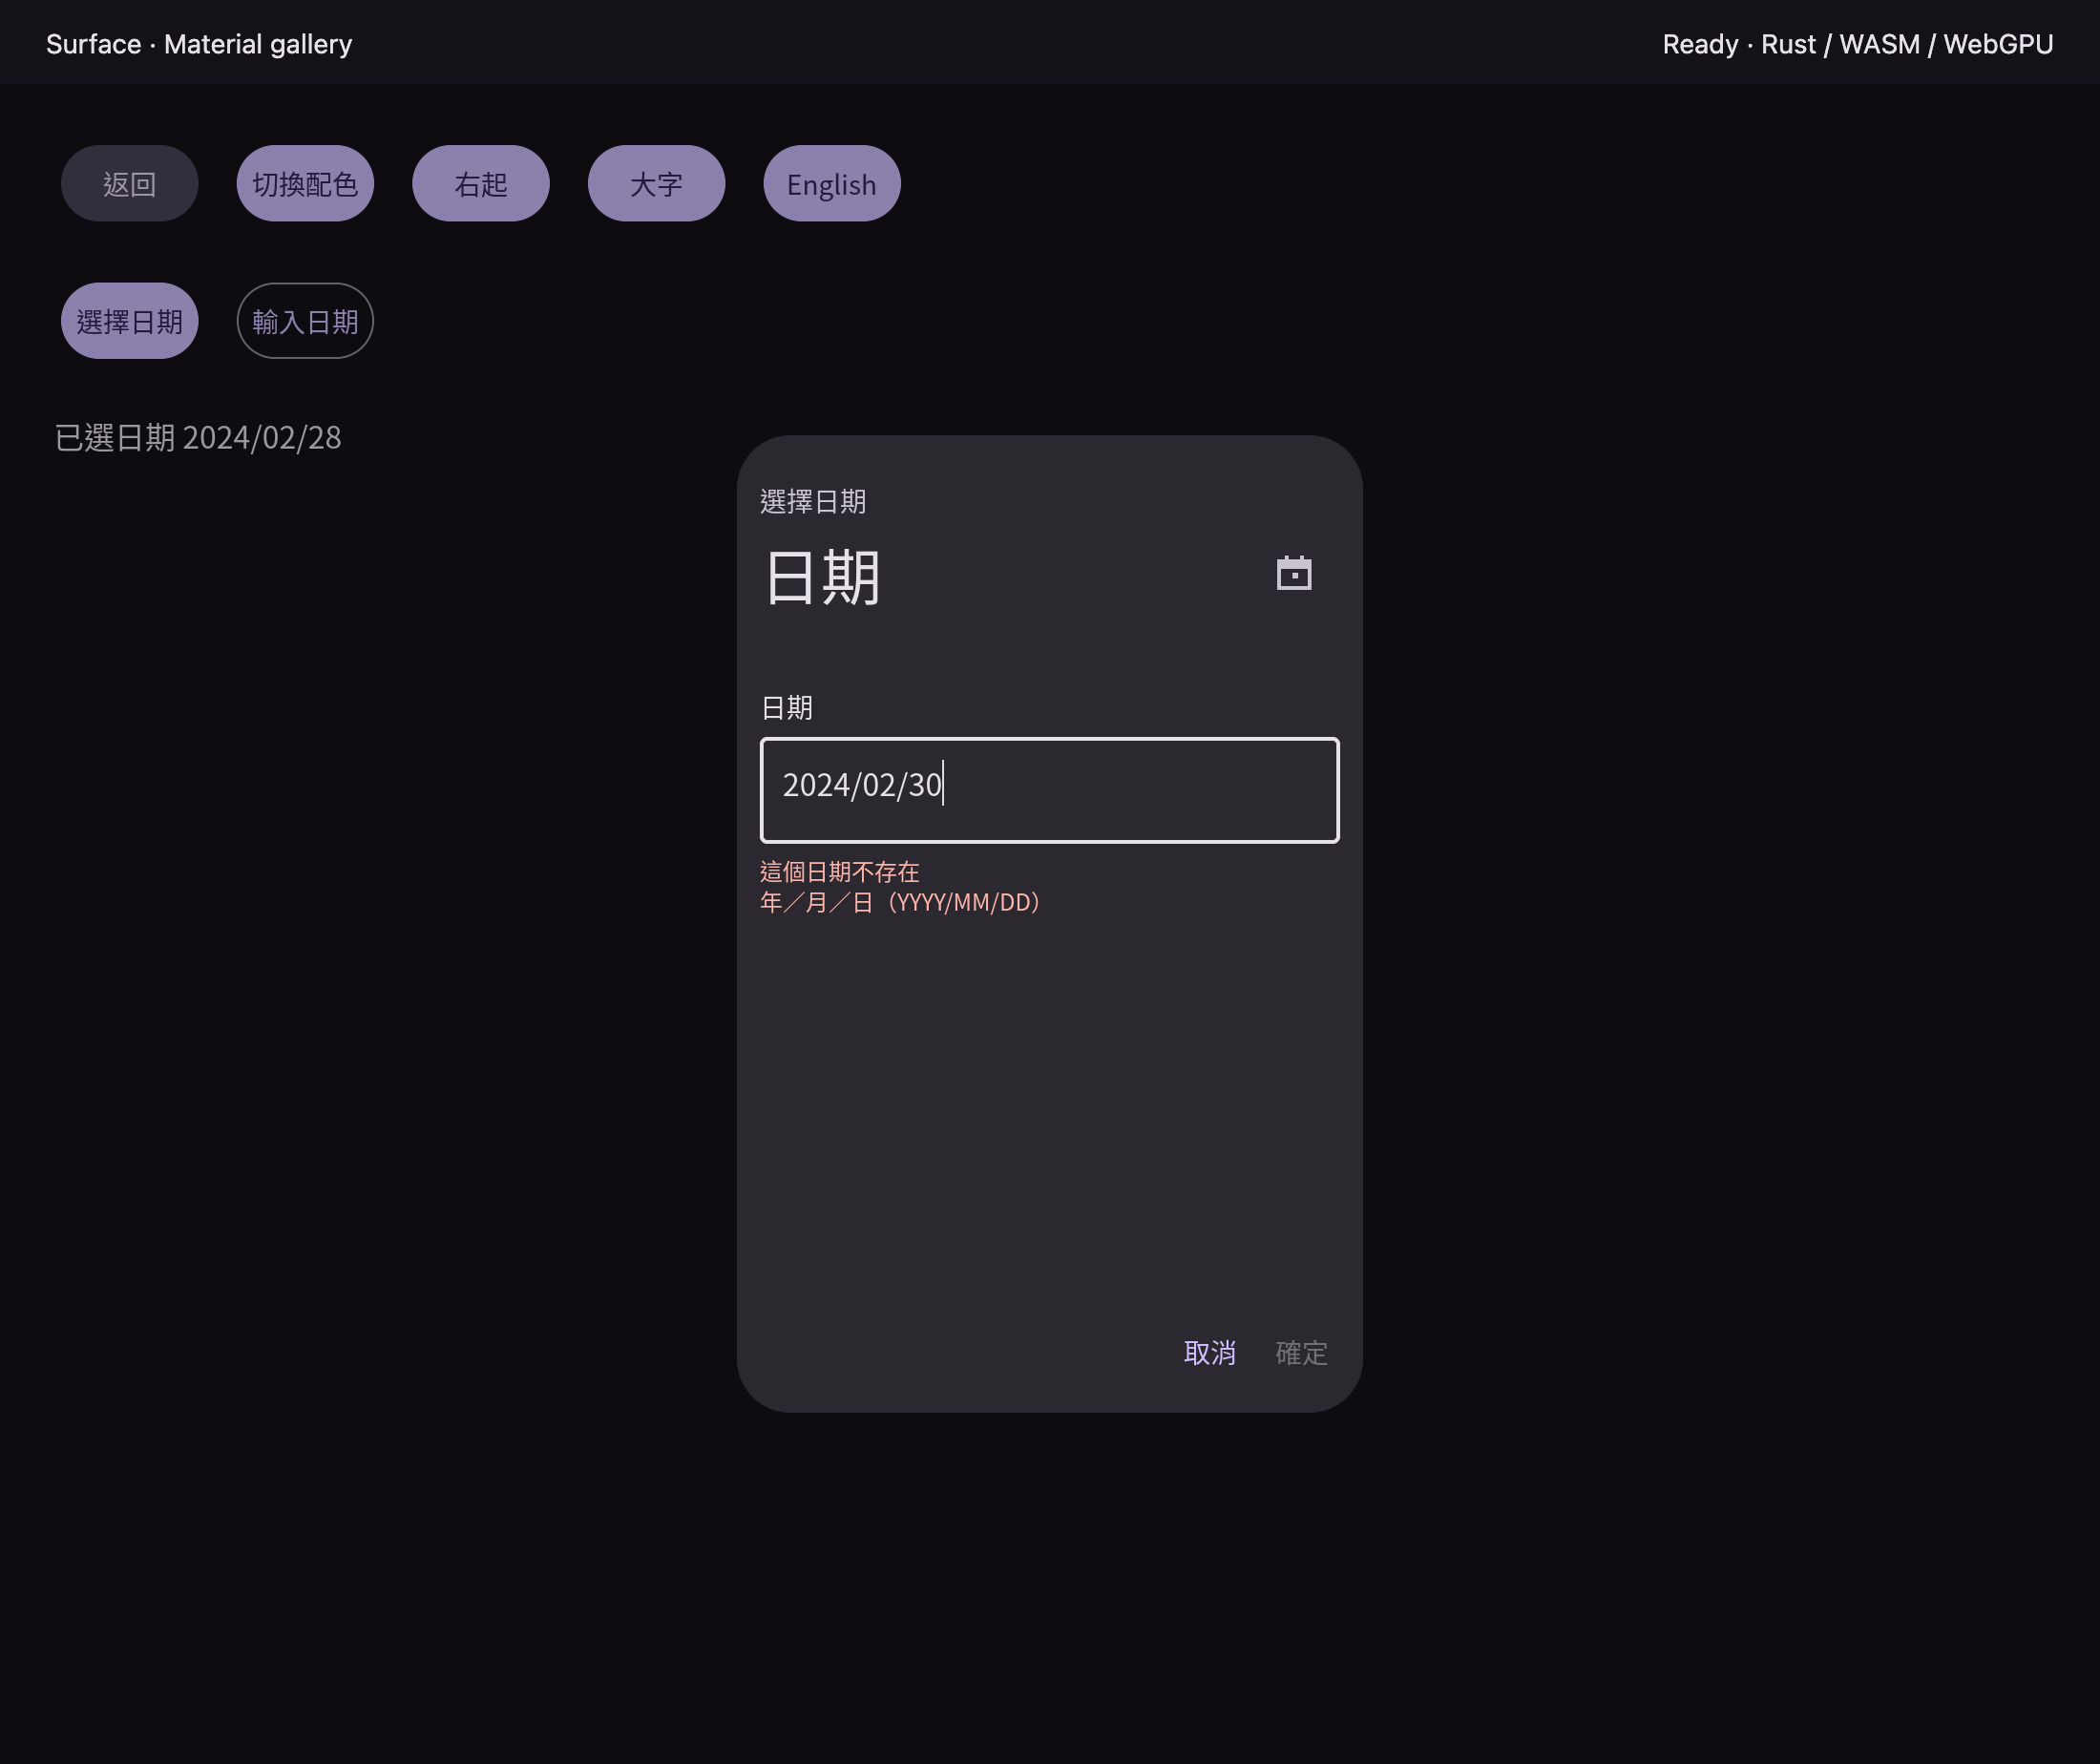 Surface · Material gallery
Ready · Rust / WASM / WebGPU
返回
切換配色
右起
大字
English
選擇日期
輸入日期
已選日期 2024/02/28
選擇日期
日期
日期
2024/02/30
這個日期不存在
年／月／日（YYYY/MM/DD）
取消
確定